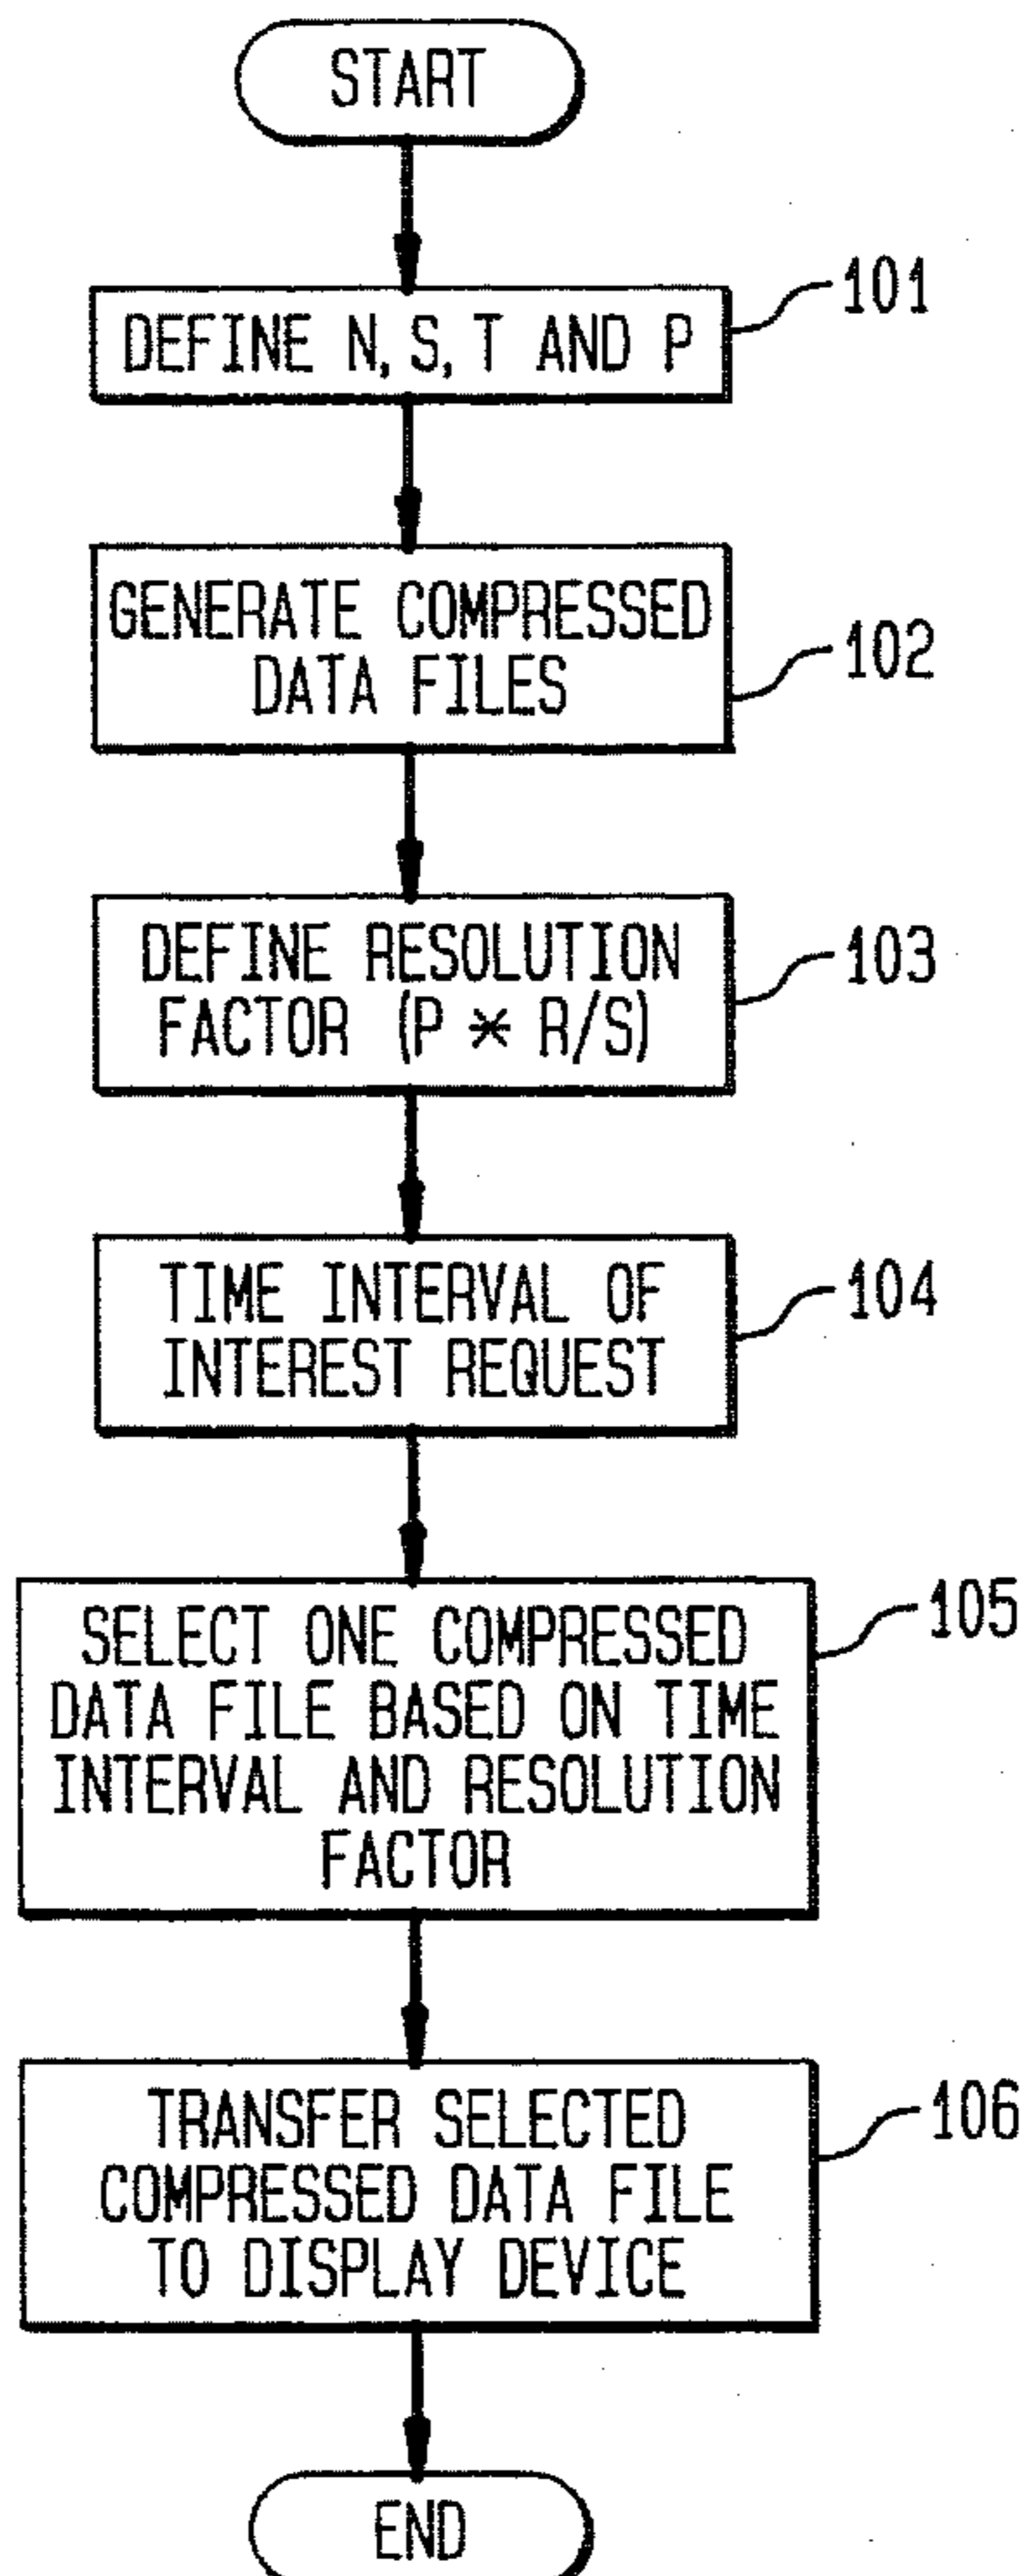 START
101
DEFINE N, S, T AND P
GENERATE COMPRESSED
DATA FILES
102
DEFINE RESOLUTION
FACTOR (P * R/S)
103
TIME INTERVAL OF
INTEREST REQUEST
104
SELECT ONE COMPRESSED
DATA FILE BASED ON TIME
INTERVAL AND RESOLUTION
FACTOR
105
TRANSFER SELECTED
COMPRESSED DATA FILE
TO DISPLAY DEVICE
106
END